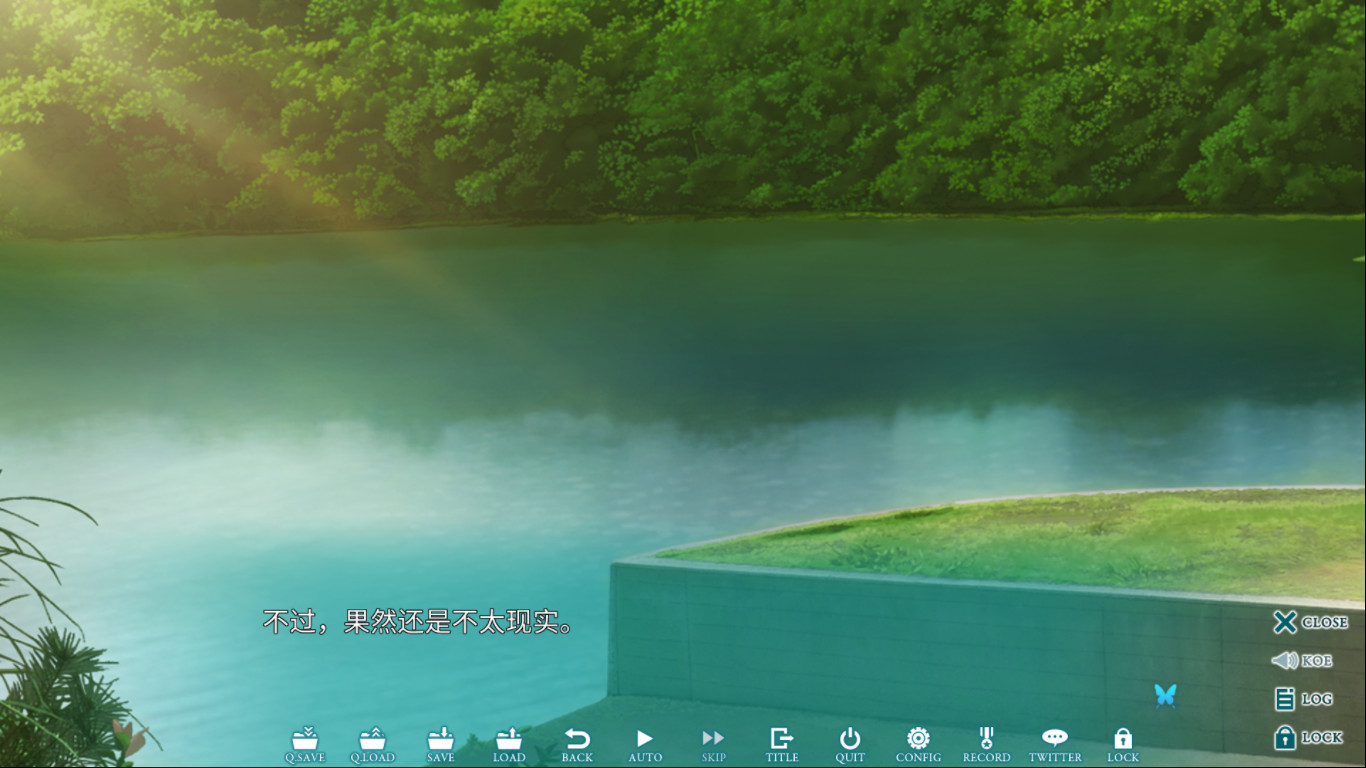 不过，果然还是不太现实。
CLOSE
KOE
LOG
LOCK
Q.SAVE Q.LOAD SAVE LOAD BACK AUTO SKIP TITLE QUIT CONFIG RECORD TWITTER LOCK